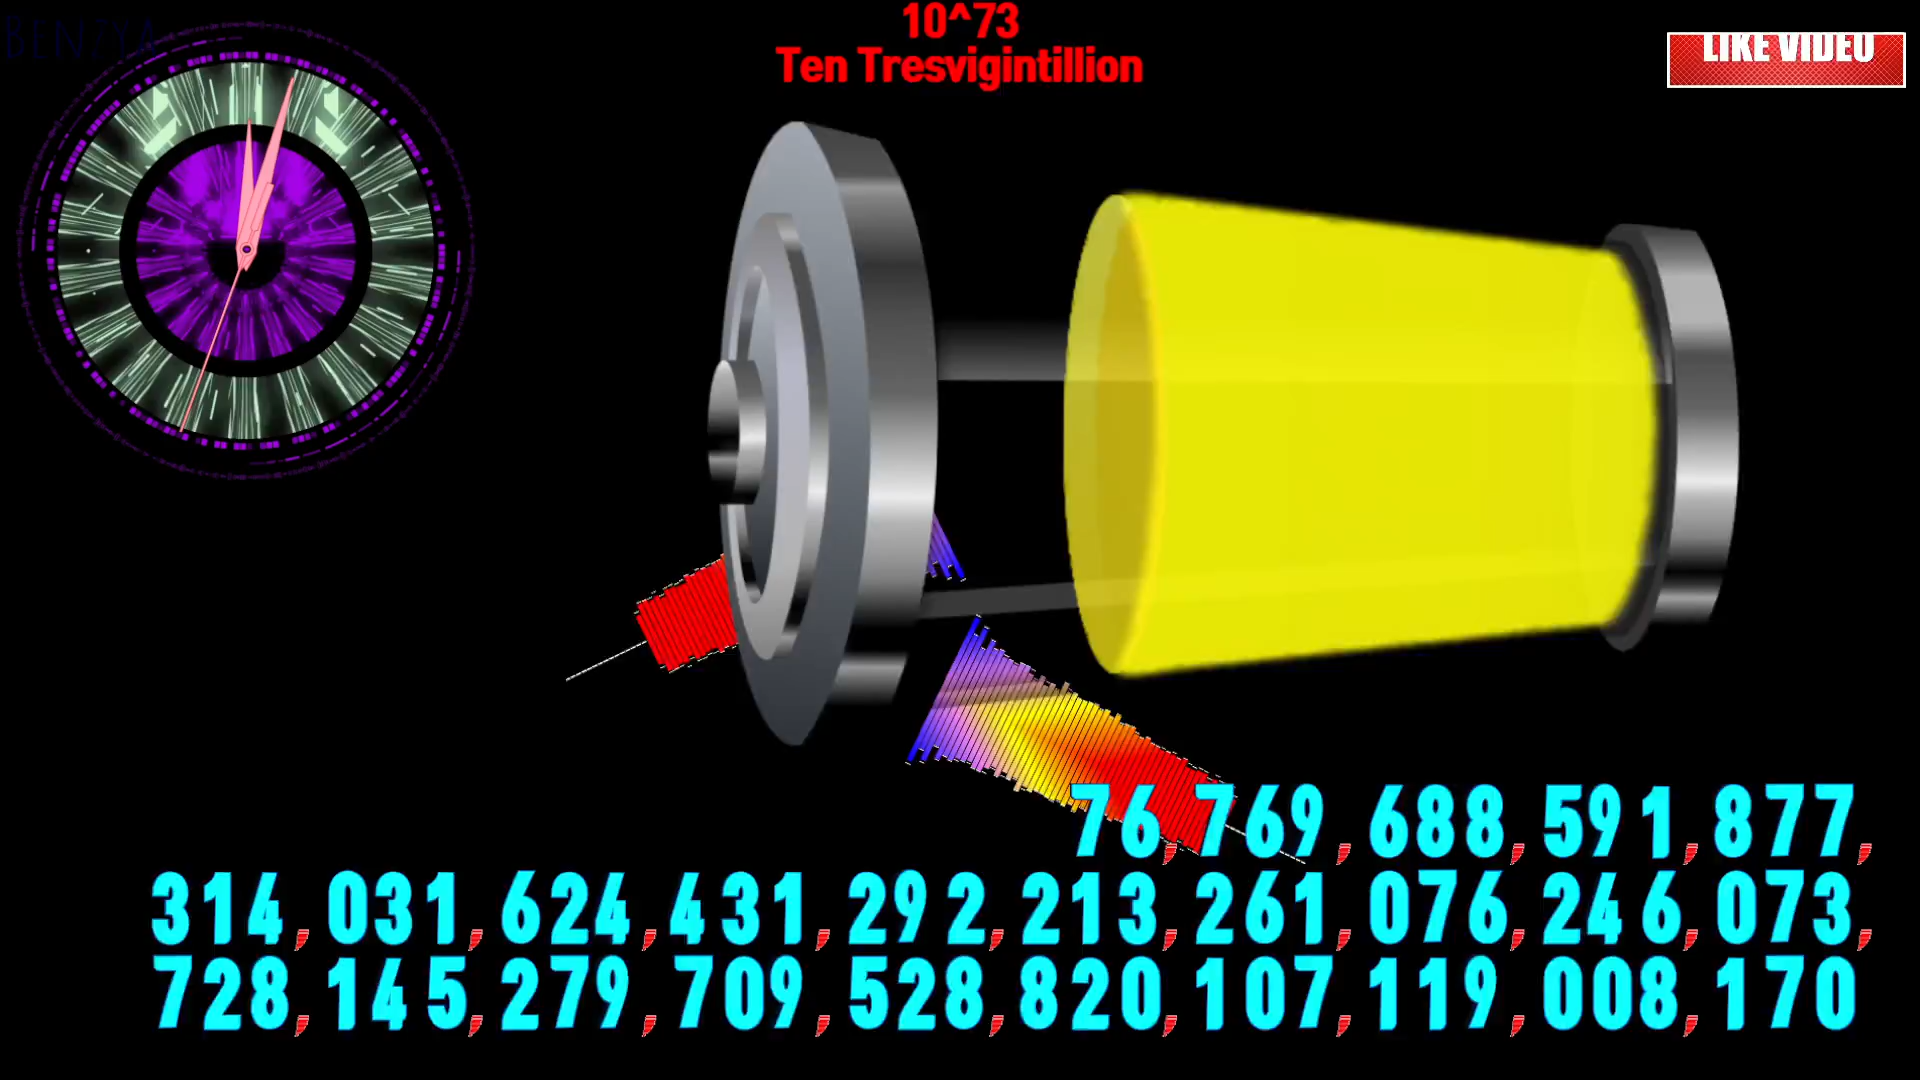 BENZYA
10^73
Ten Tresvigintillion
LIKE VIDEO
76,769,688,591,877,
314,031,624,431,292,213,261,076,246,073,
728,145,279,709,528,820,107,119,008,170